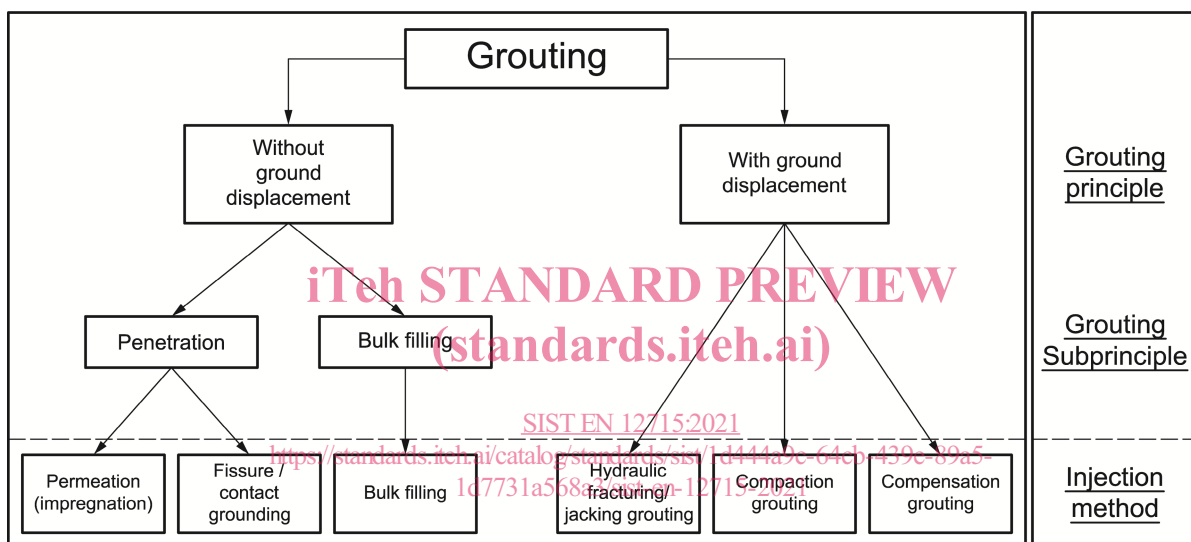 Grouting
Without
ground
displacement
With ground
displacement
Grouting
principle
iTeh STANDARD PREVIEW
(standards.iteh.ai)
Penetration
Bulk filling
Grouting
Subprinciple
SIST EN 12715:2021
https://standards.iteh.ai/catalog/standards/sist/1d444a9c-64eb-439c-89a5-
1d7731a568a3/sist-en-12715-2021
Permeation
(impregnation)
Fissure /
contact
grounding
Bulk filling
Hydraulic
fracturing/
jacking grouting
Compaction
grouting
Compensation
grouting
Injection
method